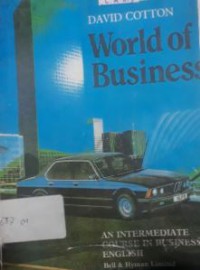 DAVID COTTON
World of
Business
AN INTERMEDIATE
COURSE IN BUSINESS
ENGLISH
Bell & Hyman Limited